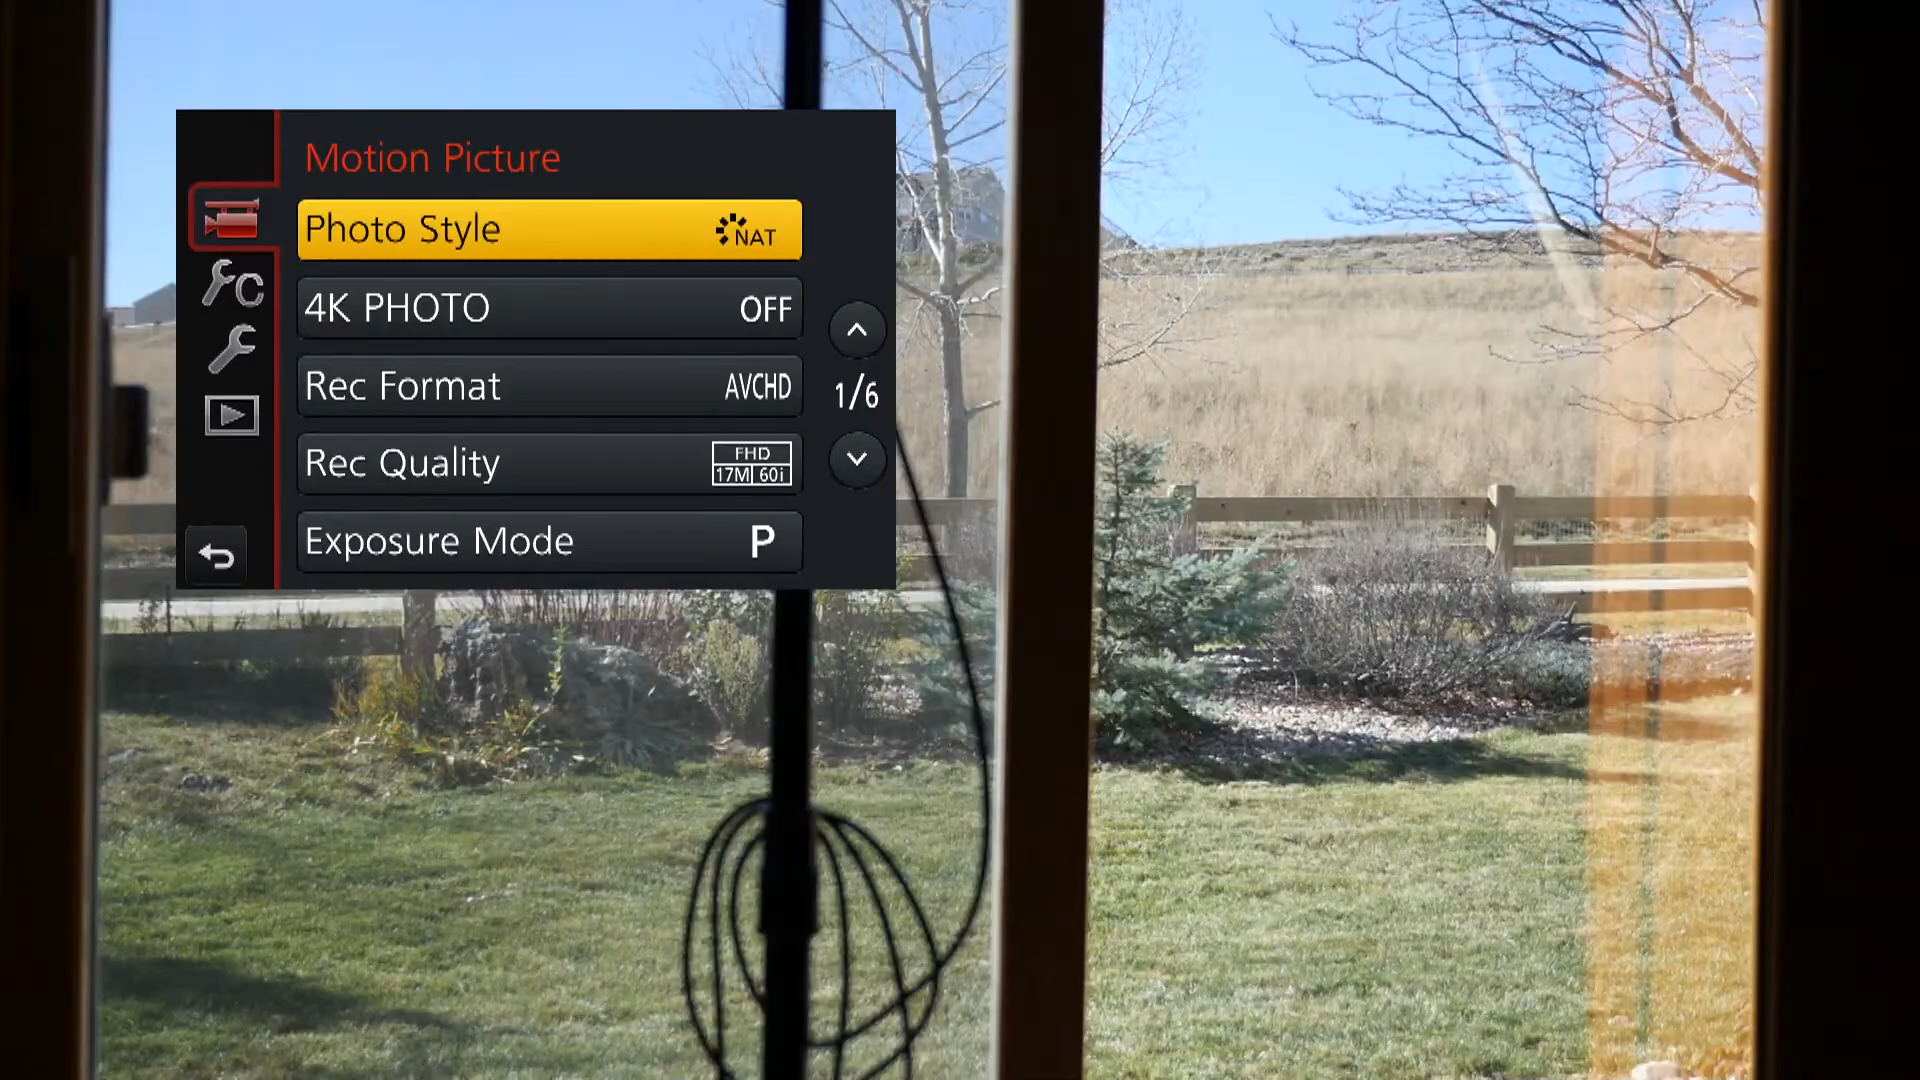 Motion Picture
Photo Style NAT
4K PHOTO OFF
Rec Format AVCHD
1/6
Rec Quality FHD 17M 60i
Exposure Mode P
C